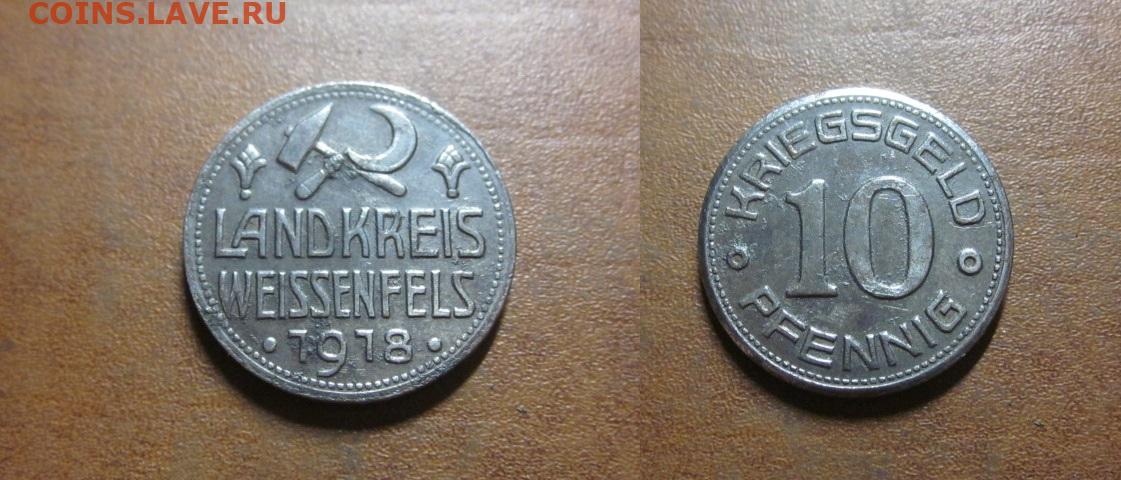 COINS.LAVE.RU
LANDKREIS
WEISSENFELS
• 1918 •
KRIEGSGELD
10
PFENNIG